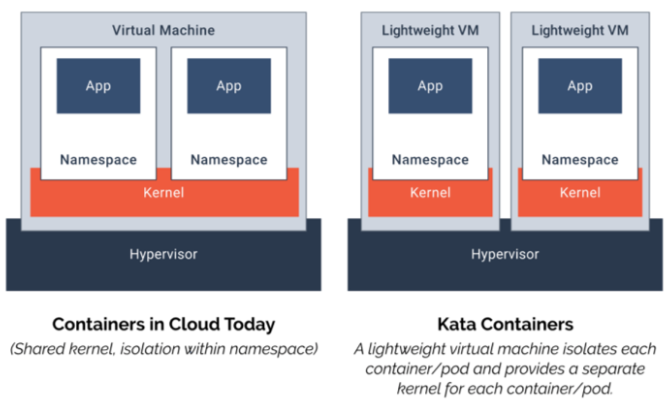 Virtual Machine
App
App
Namespace
Namespace
Kernel
Hypervisor
Containers in Cloud Today
(Shared kernel, isolation within namespace)
Lightweight VM
Lightweight VM
App
App
Namespace
Namespace
Kernel
Kernel
Hypervisor
Kata Containers
A lightweight virtual machine isolates each
container/pod and provides a separate
kernel for each container/pod.